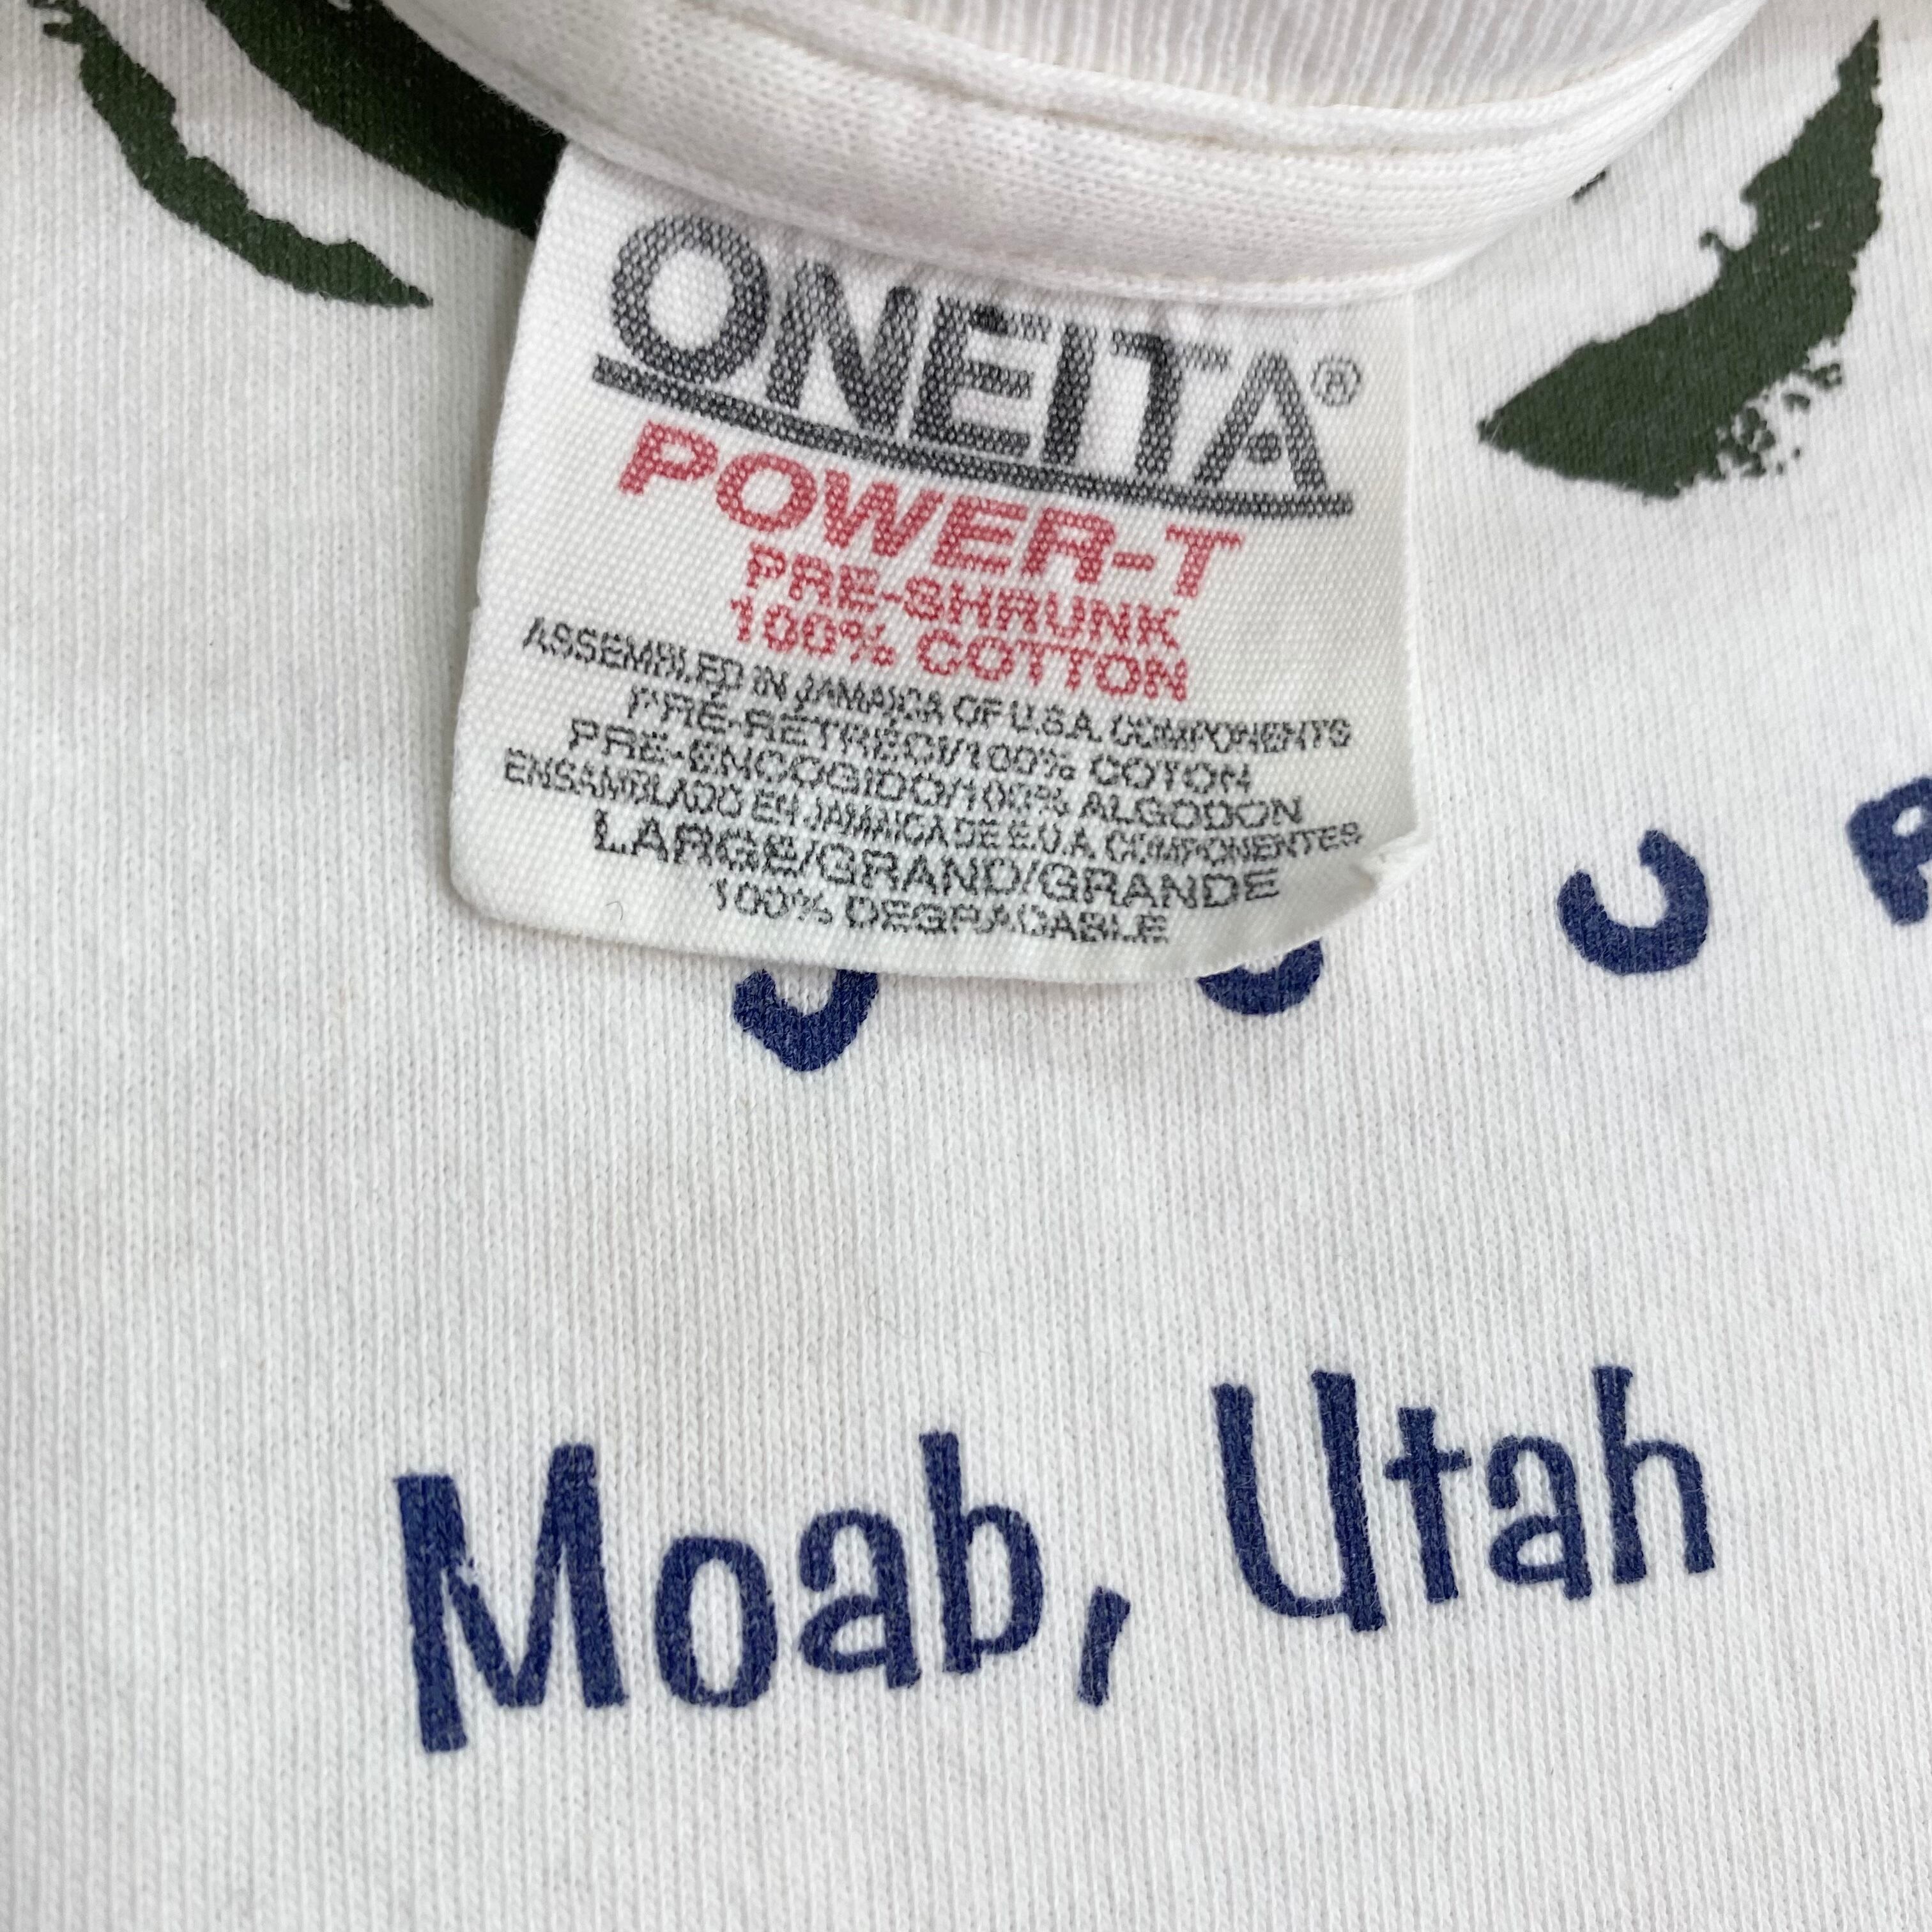 ONEITA®
POWER-T
PRE-SHRUNK
100% COTTON
ASSEMBLED IN JAMAICA OF U.S.A. COMPONENTS
PRÉ-RÉTRÉCI/100% COTON
PRE-ENCOGIDO/100% ALGODON
ENSAMBLADO EN JAMAICA DE E.U.A. COMPONENTES
LARGE/GRAND/GRANDE
100% DEGRADABLE
Moab, Utah